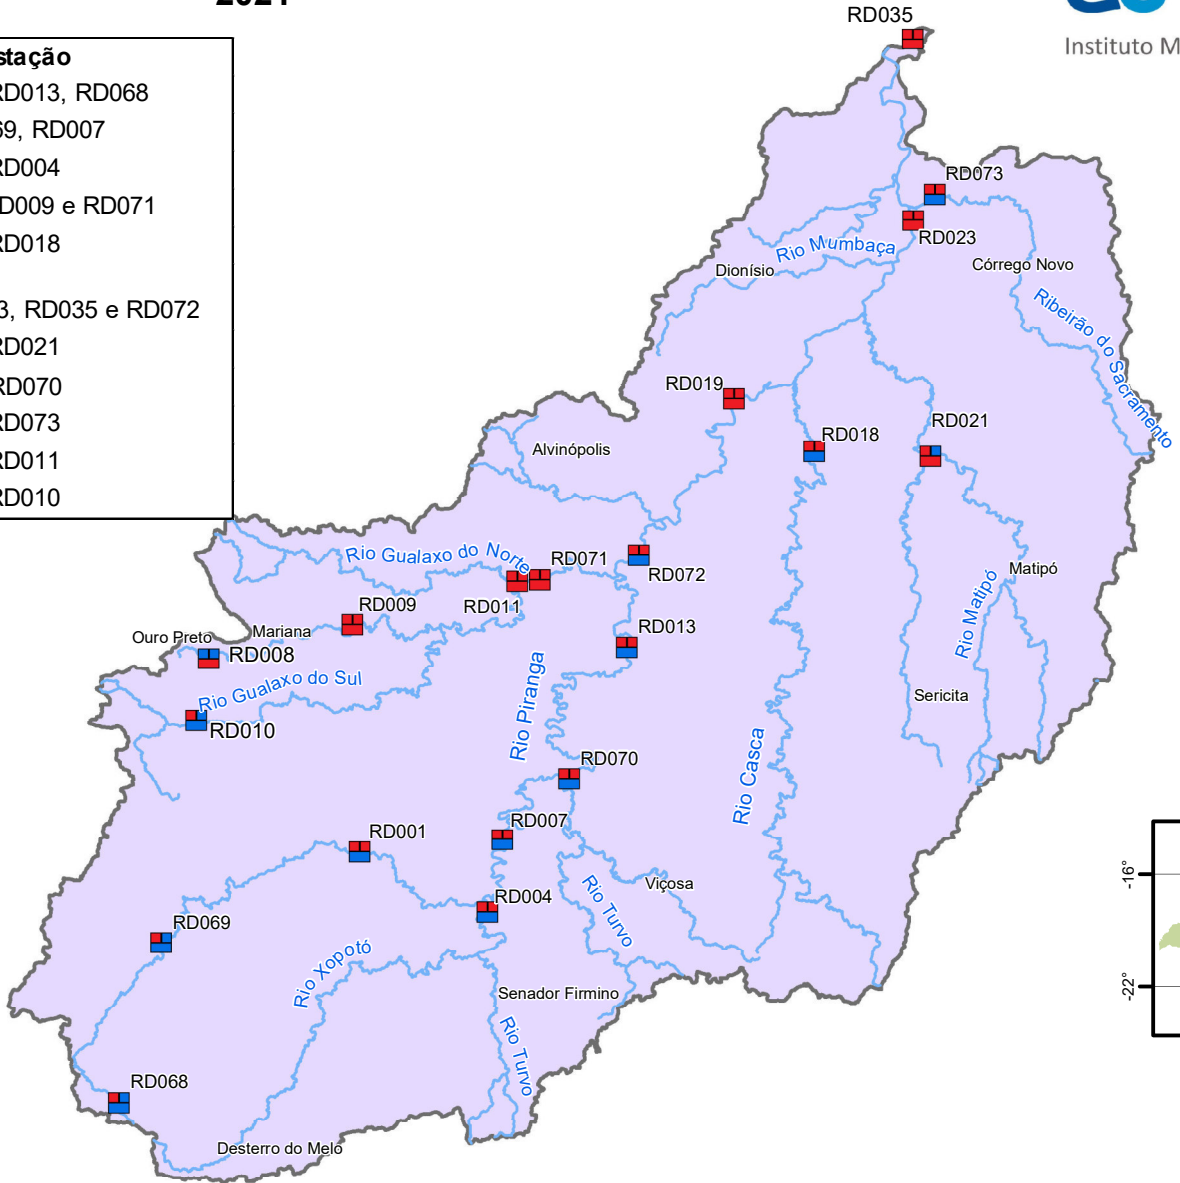 2021
RD035
Instituto M
stação
RD013, RD068
69, RD007
RD004
RD009 e RD071
RD018
3, RD035 e RD072
RD021
RD070
RD073
RD011
RD010
RD073
RD023
Rio Mumbaça
Dionísio
Córrego Novo
Ribeirão do Sacramento
RD019
RD018
RD021
Alvinópolis
Rio Gualaxo do Norte
RD071
RD072
Matipó
RD009
RD011
RD013
Ouro Preto
Mariana
RD008
Rio Matipó
Rio Gualaxo do Sul
Sericita
RD010
Rio Piranga
RD070
Rio Casca
RD007
RD001
-16°
Viçosa
RD004
Rio Turvo
RD069
Rio Xopotó
Senador Firmino
-22°
Rio Turvo
RD068
Desterro do Melo